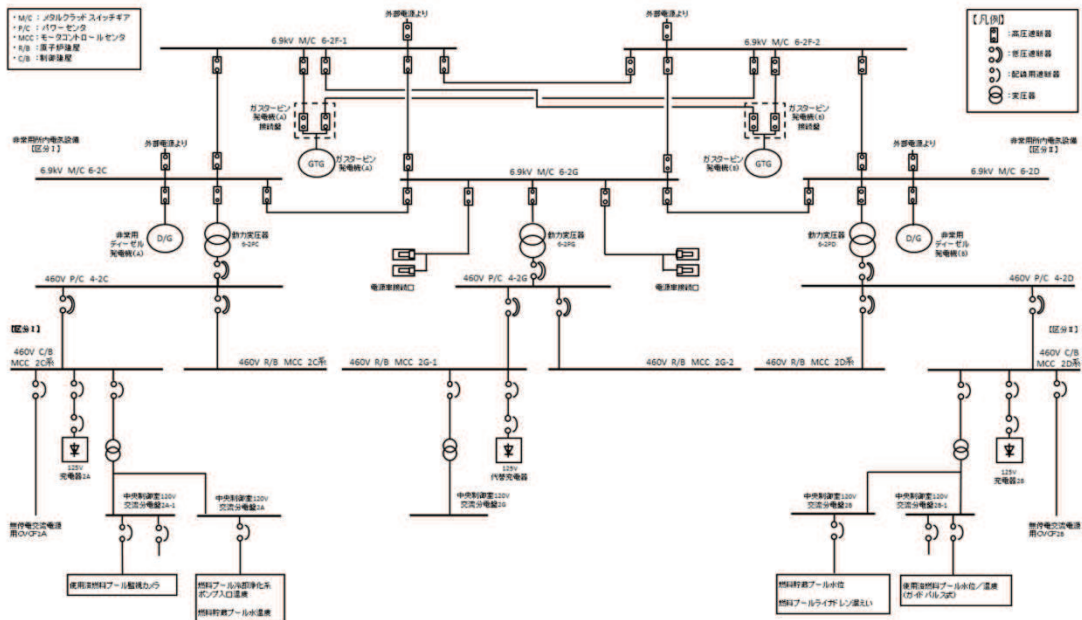 ・M/C：メタルクラッド スイッチギア
・P/C：パワーセンタ
・MCC：モータコントロールセンタ
・R/B：原子炉建屋
・C/B：制御建屋
外部電源より
外部電源より
【凡例】
：高圧遮断器
：低圧遮断器
：配線用遮断器
：変圧器
6.9kV M/C 6-2F-1
6.9kV M/C 6-2F-2
ガスタービン
発電機(A)
接続盤
ガスタービン
発電機(B)
接続盤
非常用所内電気設備
【区分Ⅰ】
非常用所内電気設備
【区分Ⅱ】
外部電源より
GTG
ガスタービン
発電機(A)
ガスタービン
発電機(B)
GTG
外部電源より
6.9kV M/C 6-2C
6.9kV M/C 6-2G
6.9kV M/C 6-2D
非常用
ディーゼル
発電機(A)
D/G
動力変圧器
6-2PC
動力変圧器
6-2PG
動力変圧器
6-2PD
D/G
非常用
ディーゼル
発電機(B)
電源車接続口
電源車接続口
460V P/C 4-2C
460V P/C 4-2G
460V P/C 4-2D
【区分Ⅰ】
【区分Ⅱ】
460V C/B
MCC 2C系
460V R/B MCC 2C系
460V R/B MCC 2G-1
460V R/B MCC 2G-2
460V R/B MCC 2D系
460V C/B
MCC 2D系
125V
充電器2A
125V
代替充電器
125V
充電器2B
中央制御室120V
交流分電盤2A-1
中央制御室120V
交流分電盤2A
中央制御室120V
交流分電盤2G
中央制御室120V
交流分電盤2B
中央制御室120V
交流分電盤2B-1
無停電交流電源
用CVCF2A
無停電交流電源
用CVCF2B
使用済燃料プール監視カメラ
燃料プール冷却浄化系
ポンプ入口温度
燃料貯蔵プール水温度
燃料貯蔵プール水位
燃料プールライナドレン漏えい
使用済燃料プール水位／温度
(ガイドパルス式)